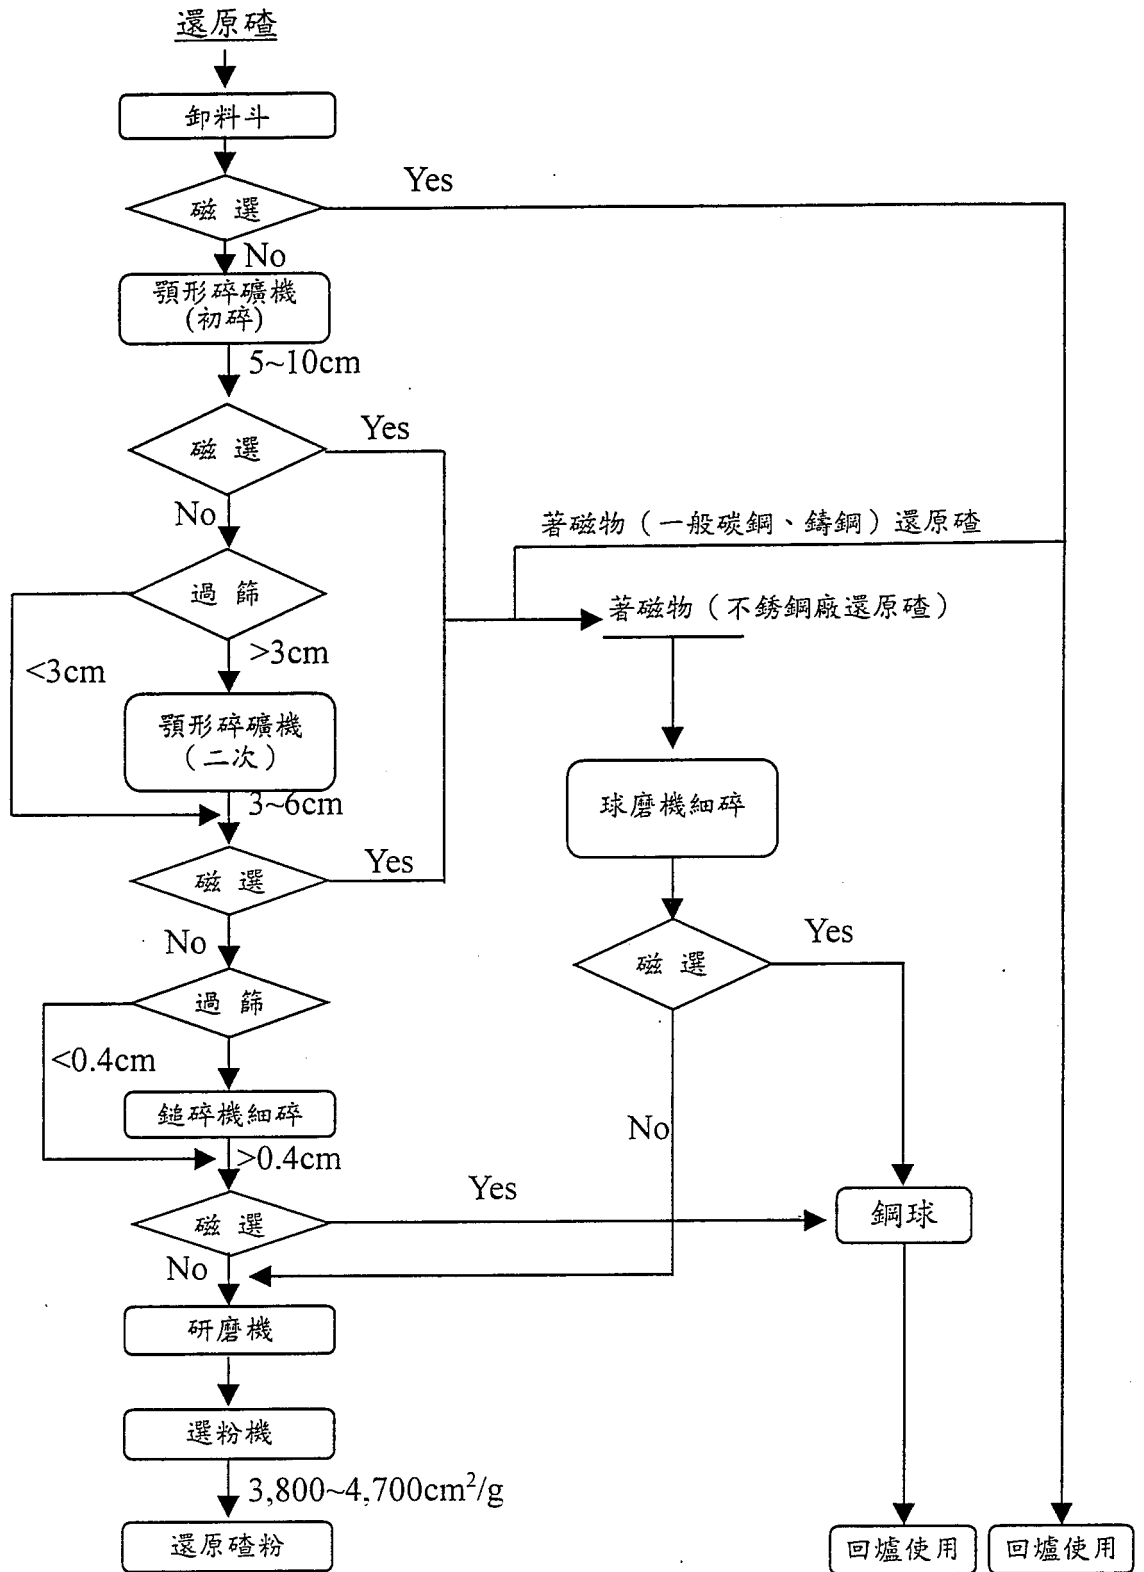 還原碴
卸料斗
磁選
Yes
No
顎形碎礦機
(初碎)
5~10cm
磁選
Yes
No
著磁物（一般碳鋼、鑄鋼）還原碴
過篩
著磁物（不銹鋼廠還原碴）
<3cm
>3cm
顎形碎礦機
（二次）
3~6cm
球磨機細碎
磁選
Yes
No
磁選
Yes
過篩
<0.4cm
鎚碎機細碎
No
>0.4cm
磁選
Yes
鋼球
No
研磨機
選粉機
3,800~4,700cm²/g
還原碴粉
回爐使用
回爐使用